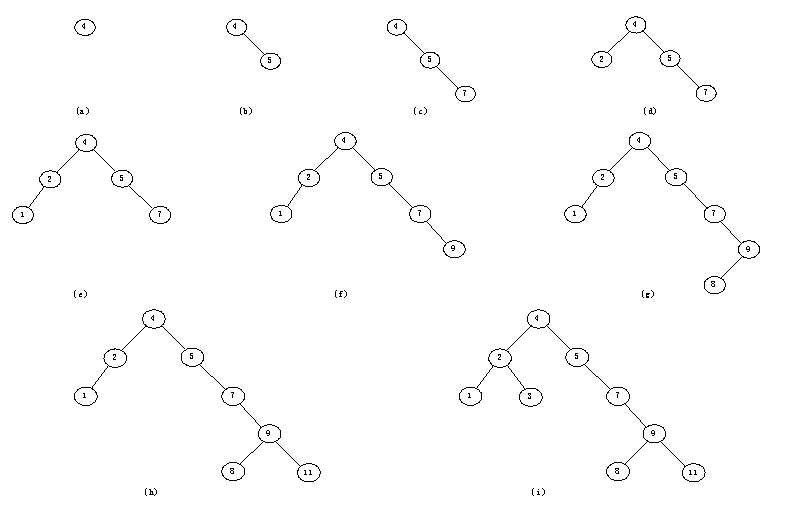 4 4 4 4
5 5 2 5
7 7
(a) (b) (c) (d)
4 4 4
2 5 2 5 2 5
1 7 1 7 1 7
9 9
8
(e) (f) (g)
4 4
2 5 2 5
1 7 1 3 7
9 9
8 11 8 11
(h) (i)